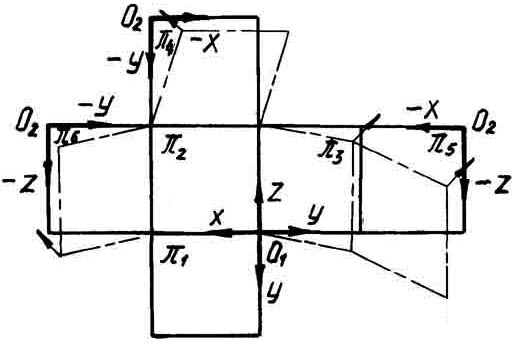 O₂
π₄ -X
-y
O₂ -y -X O₂
π₆ π₂ π₃ π₅
-Z Z -Z
X y
π₁ O₁
y